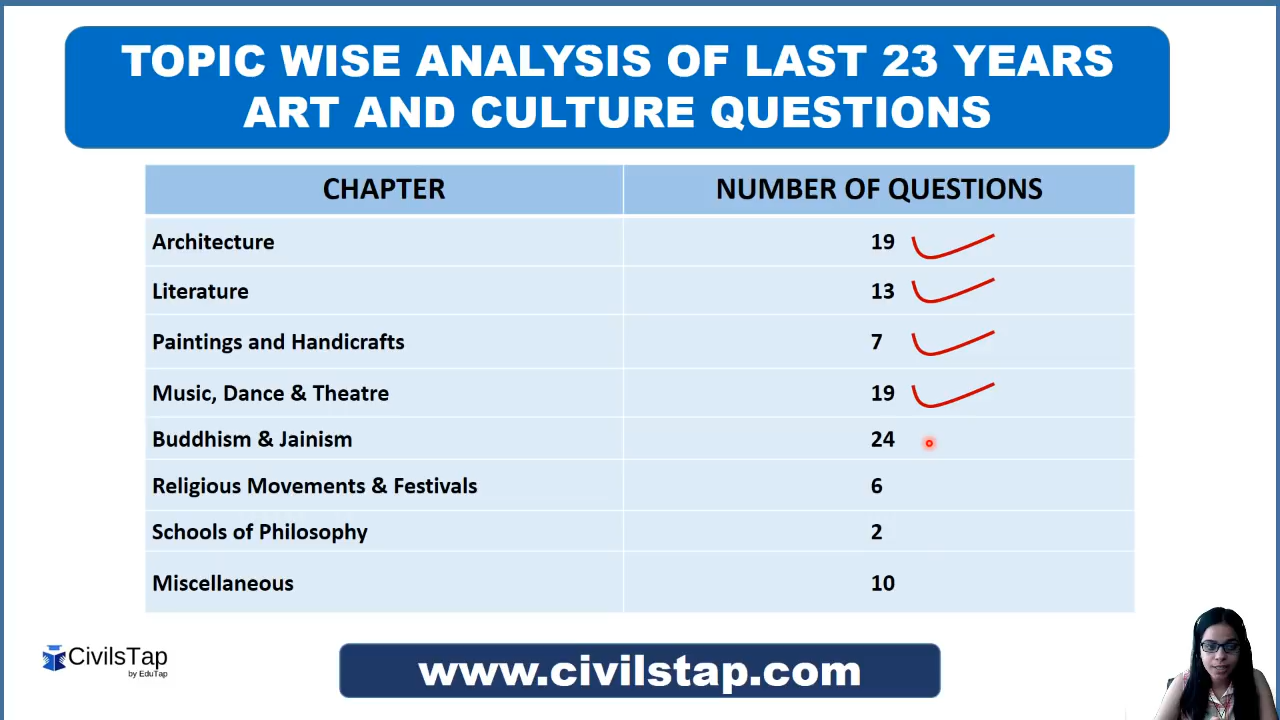 TOPIC WISE ANALYSIS OF LAST 23 YEARS
ART AND CULTURE QUESTIONS
CHAPTER NUMBER OF QUESTIONS
Architecture 19
Literature 13
Paintings and Handicrafts 7
Music, Dance & Theatre 19
Buddhism & Jainism 24
Religious Movements & Festivals 6
Schools of Philosophy 2
Miscellaneous 10
CivilsTap
by EduTap
www.civilstap.com